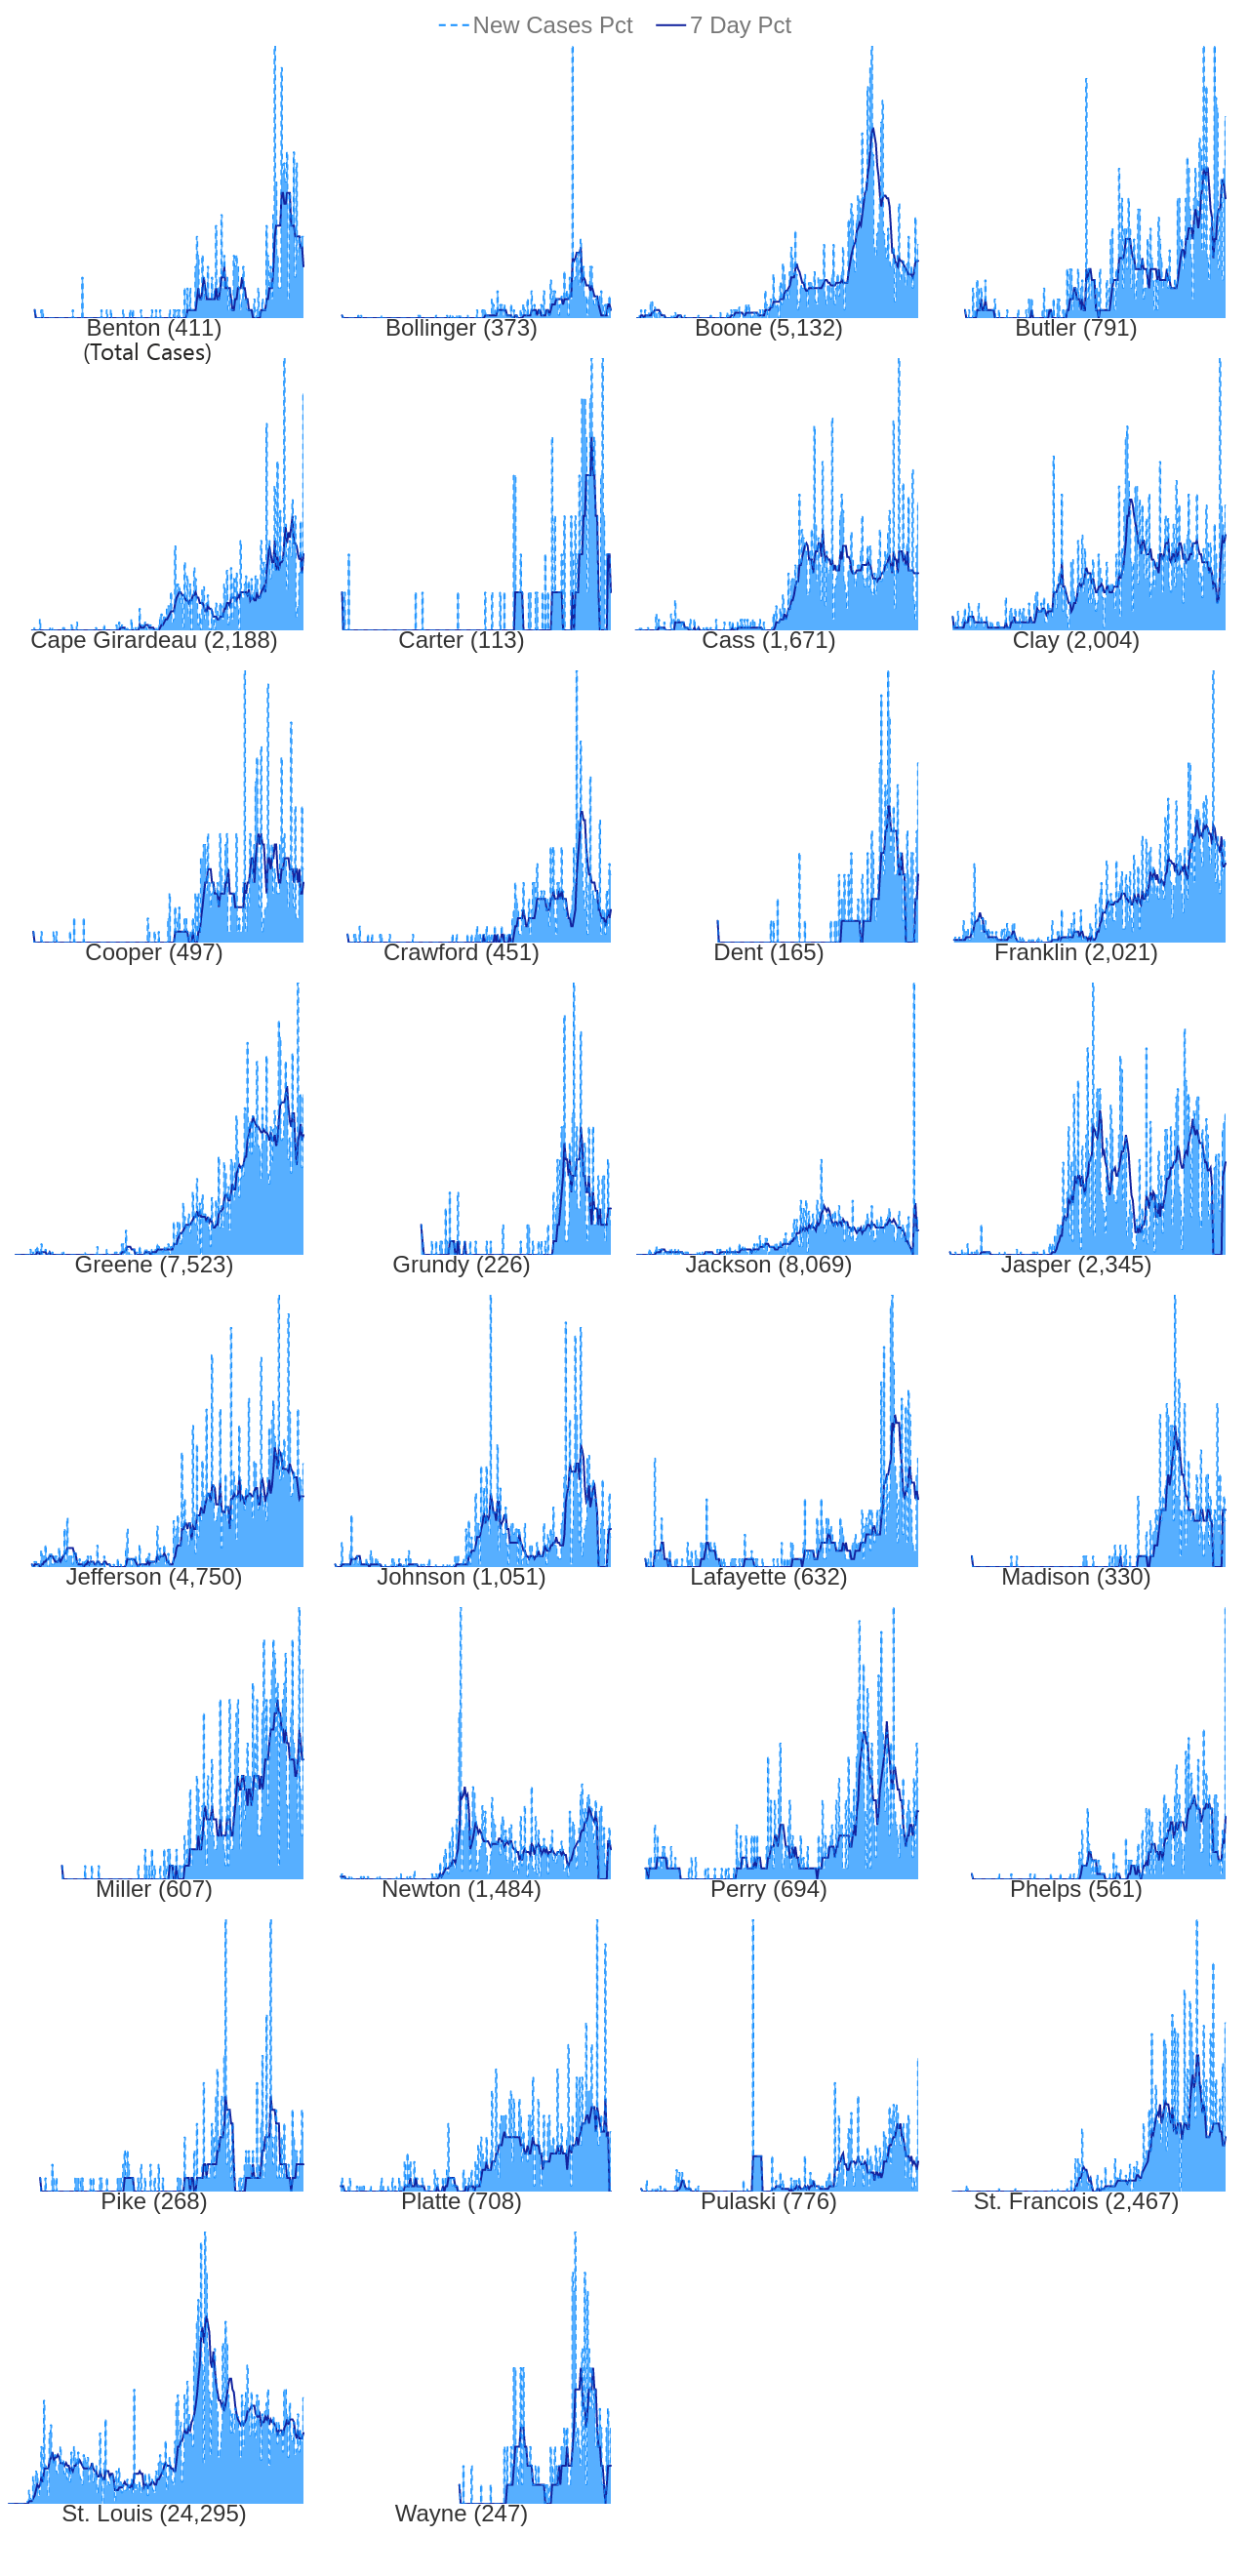 New Cases Pct 7 Day Pct
Benton (411) Bollinger (373) Boone (5,132) Butler (791)
(Total Cases)
Cape Girardeau (2,188) Carter (113) Cass (1,671) Clay (2,004)
Cooper (497) Crawford (451) Dent (165) Franklin (2,021)
Greene (7,523) Grundy (226) Jackson (8,069) Jasper (2,345)
Jefferson (4,750) Johnson (1,051) Lafayette (632) Madison (330)
Miller (607) Newton (1,484) Perry (694) Phelps (561)
Pike (268) Platte (708) Pulaski (776) St. Francois (2,467)
St. Louis (24,295) Wayne (247)